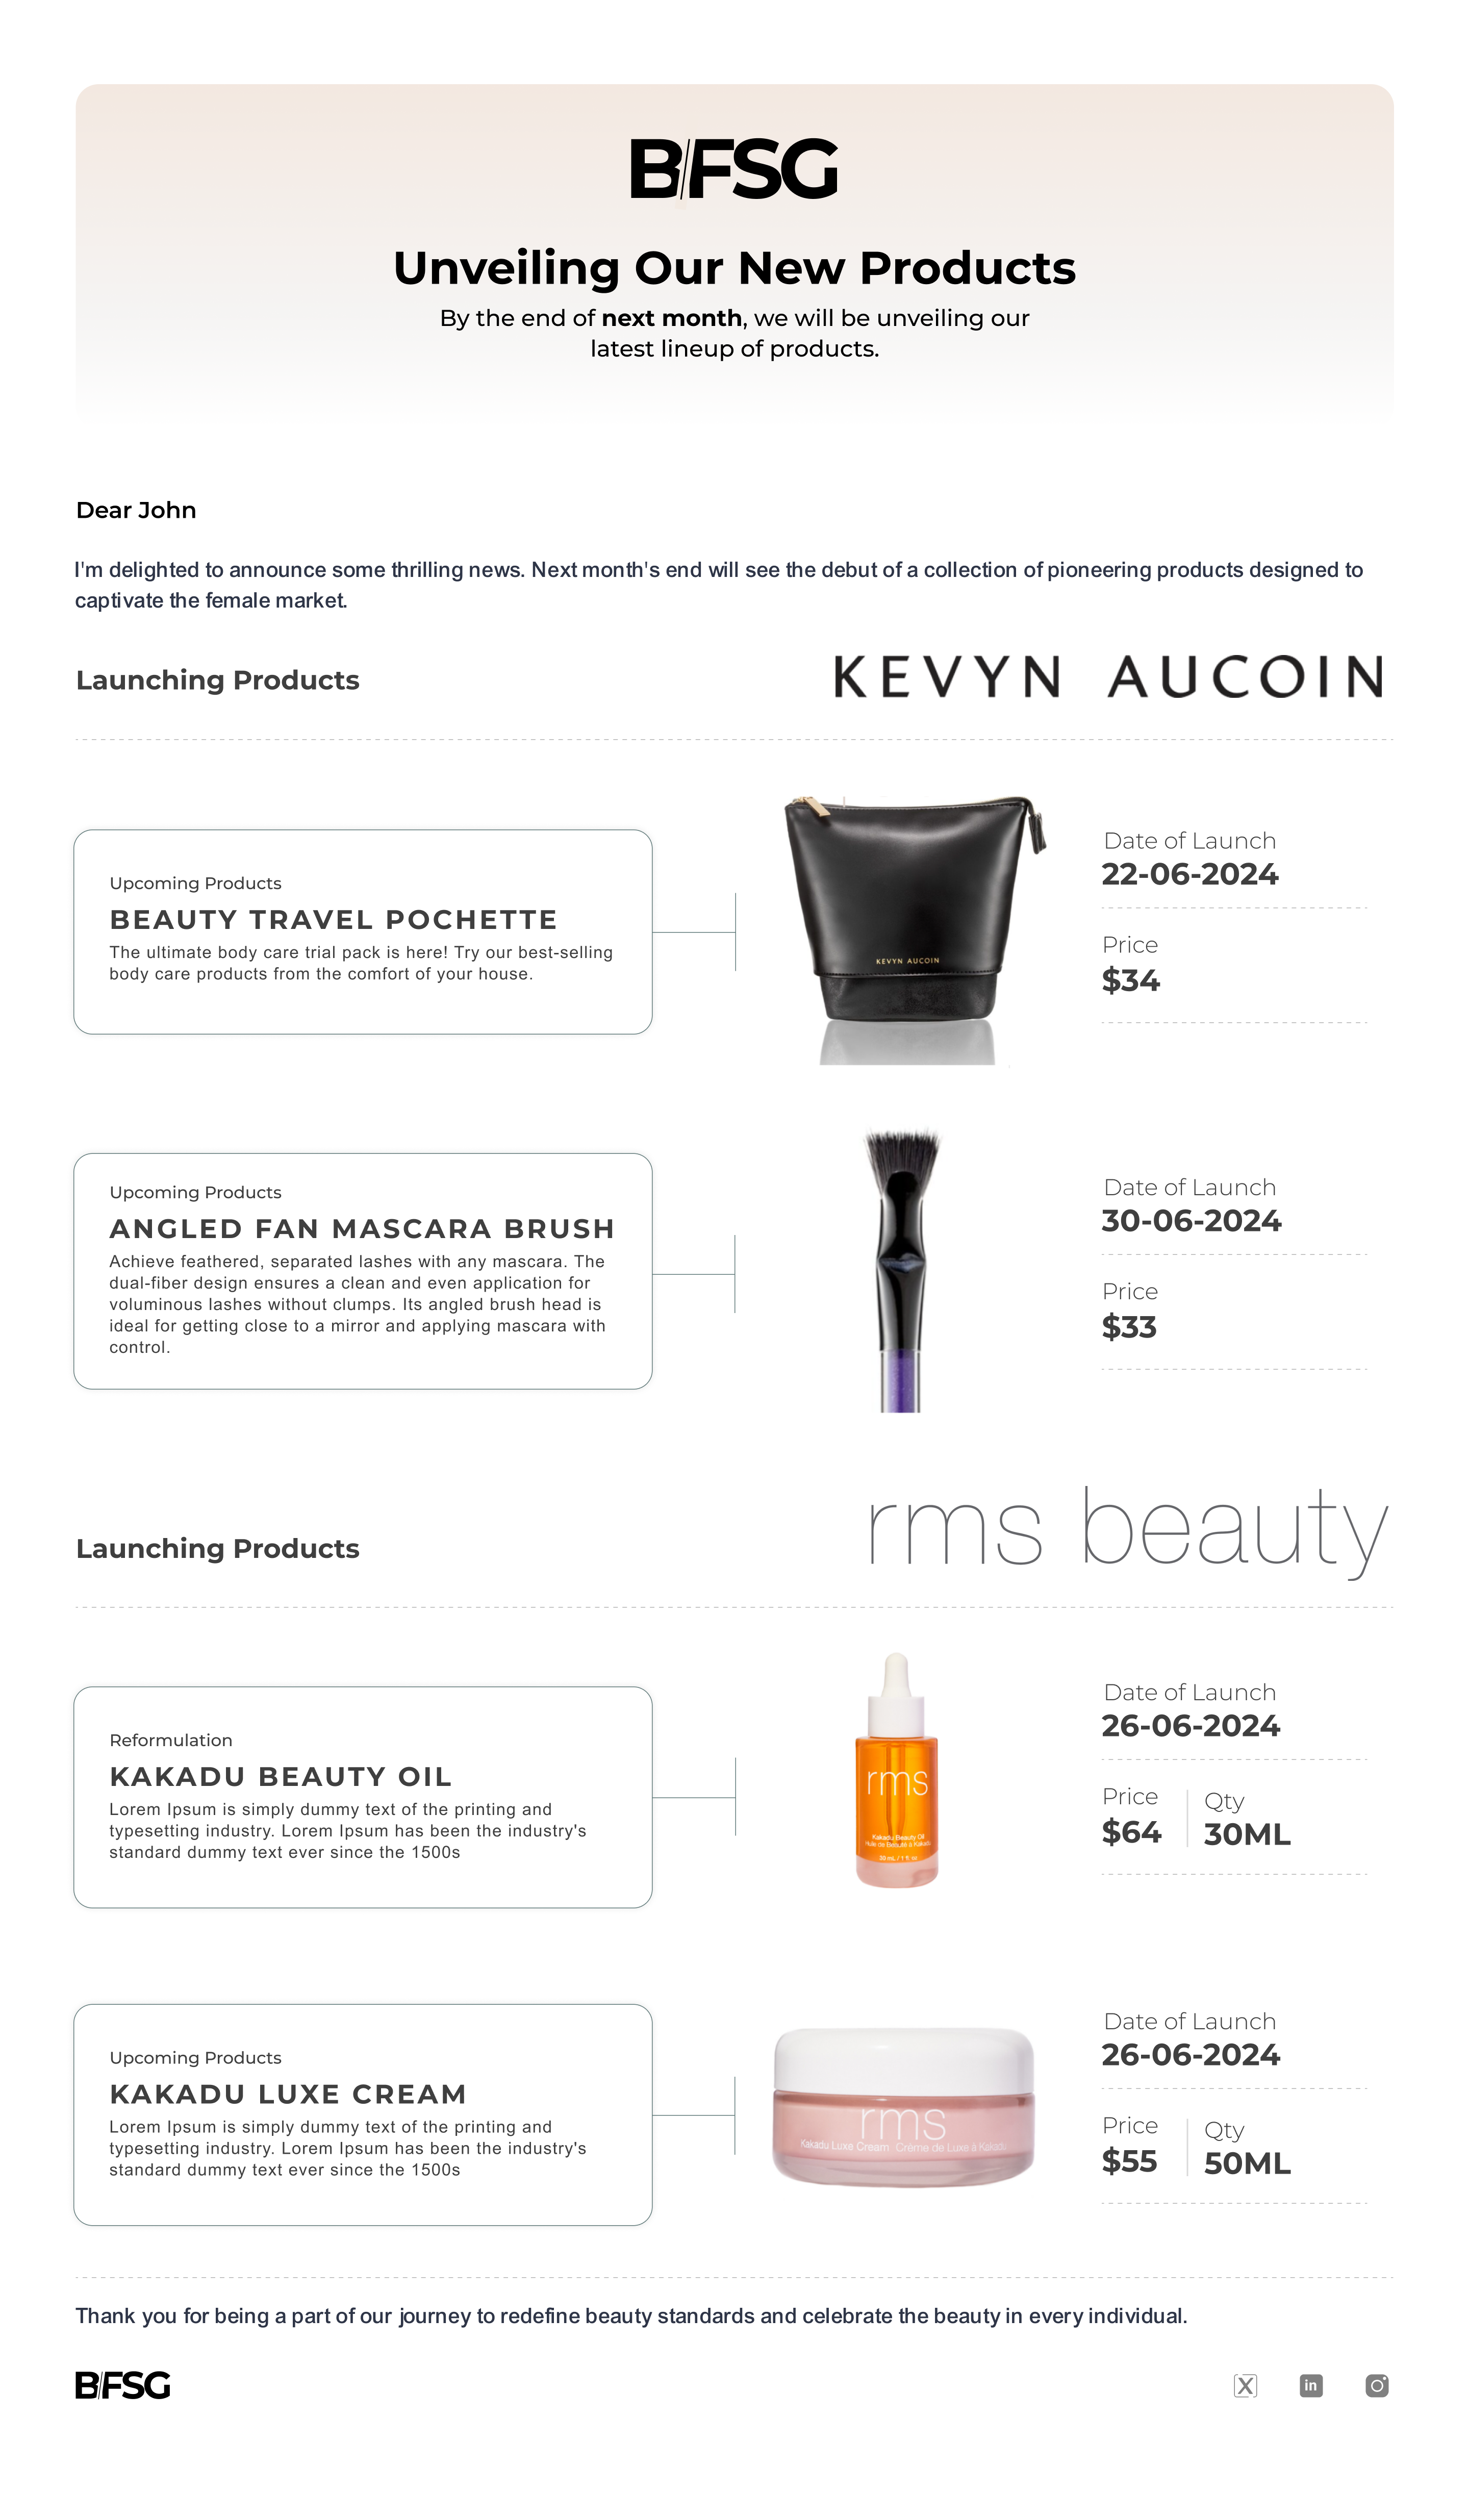 B/FSG
Unveiling Our New Products
By the end of next month, we will be unveiling our
latest lineup of products.
Dear John
I'm delighted to announce some thrilling news. Next month's end will see the debut of a collection of pioneering products designed to
captivate the female market.
Launching Products
KEVYN AUCOIN
Upcoming Products
BEAUTY TRAVEL POCHETTE
The ultimate body care trial pack is here! Try our best-selling
body care products from the comfort of your house.
KEVYN AUCOIN
Date of Launch
22-06-2024
Price
$34
Upcoming Products
ANGLED FAN MASCARA BRUSH
Achieve feathered, separated lashes with any mascara. The
dual-fiber design ensures a clean and even application for
voluminous lashes without clumps. Its angled brush head is
ideal for getting close to a mirror and applying mascara with
control.
Date of Launch
30-06-2024
Price
$33
Launching Products
rms beauty
Reformulation
KAKADU BEAUTY OIL
Lorem Ipsum is simply dummy text of the printing and
typesetting industry. Lorem Ipsum has been the industry's
standard dummy text ever since the 1500s
rms
Kakadu Beauty Oil
Huile de Beauté à Kakadu
30 mL / 1 fl oz
Date of Launch
26-06-2024
Price
$64
Qty
30ML
Upcoming Products
KAKADU LUXE CREAM
Lorem Ipsum is simply dummy text of the printing and
typesetting industry. Lorem Ipsum has been the industry's
standard dummy text ever since the 1500s
rms
Kakadu Luxe Cream Crème de Luxe à Kakadu
Date of Launch
26-06-2024
Price
$55
Qty
50ML
Thank you for being a part of our journey to redefine beauty standards and celebrate the beauty in every individual.
B/FSG
X
in